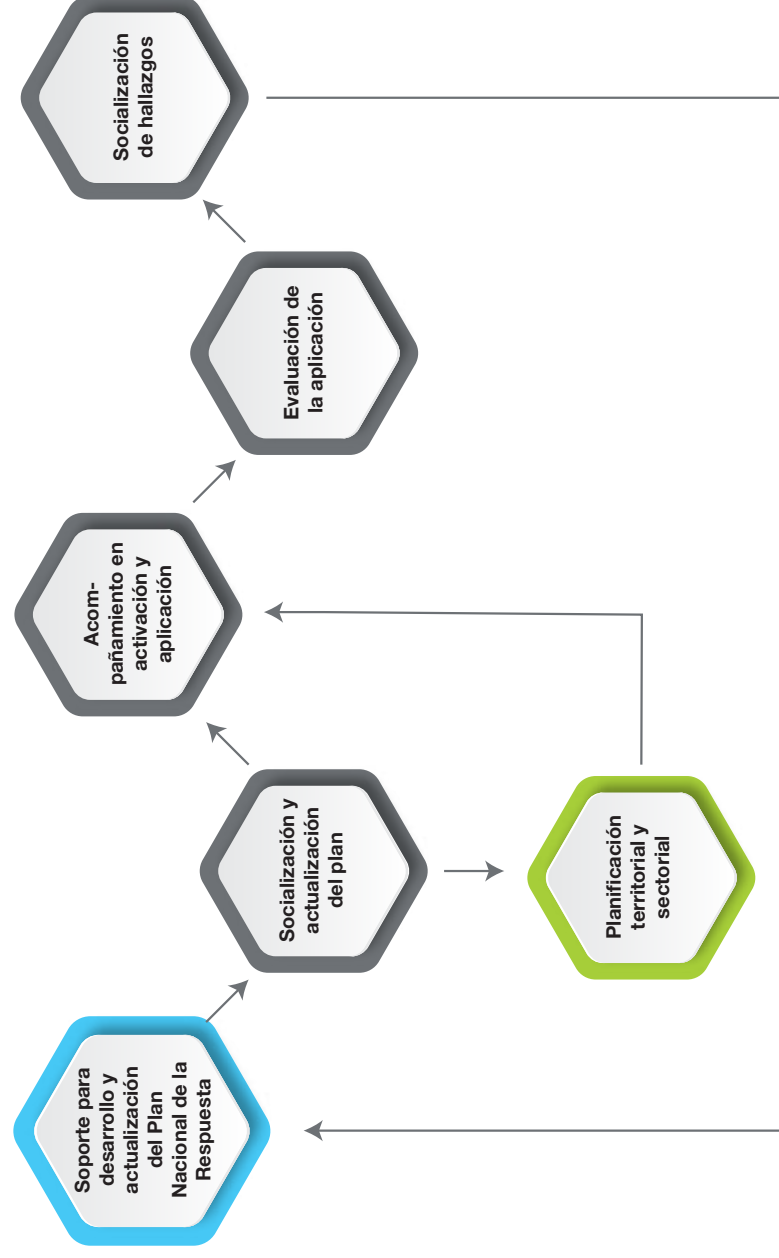 Soporte para
desarrollo y
actualización
del Plan
Nacional de la
Respuesta
Socialización y
actualización
del plan
Planificación
territorial y
sectorial
Acom-
pañamiento en
activación y
aplicación
Evaluación de
la aplicación
Socialización
de hallazgos